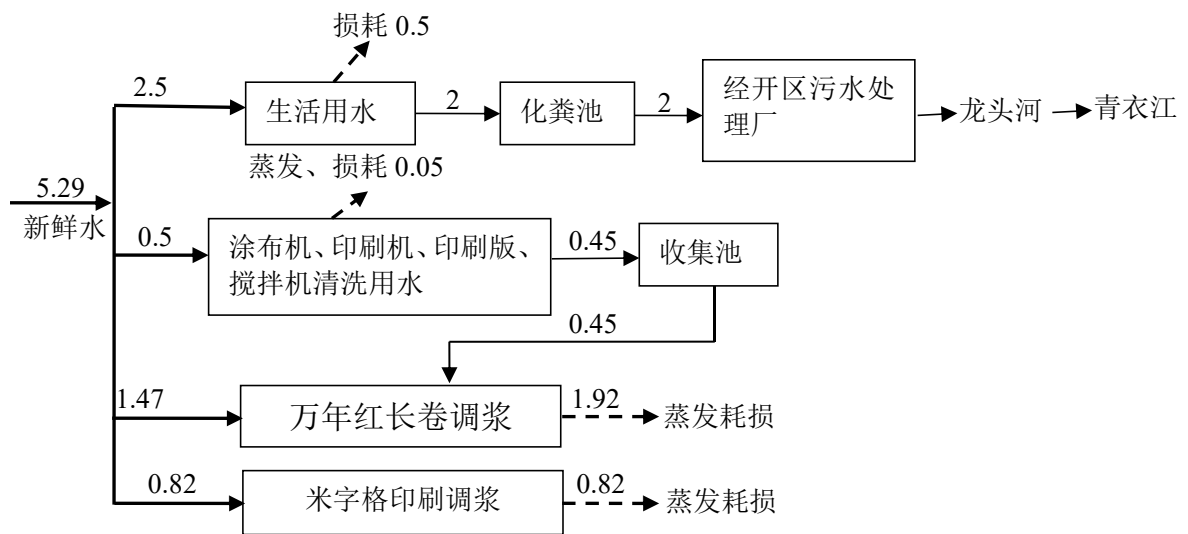 损耗 0.5
2.5
生活用水
2
化粪池
2
经开区污水处
理厂
龙头河
青衣江
蒸发、损耗 0.05
5.29
新鲜水
0.5
涂布机、印刷机、印刷版、
搅拌机清洗用水
0.45
收集池
0.45
1.47
万年红长卷调浆
1.92
蒸发耗损
0.82
米字格印刷调浆
0.82
蒸发耗损